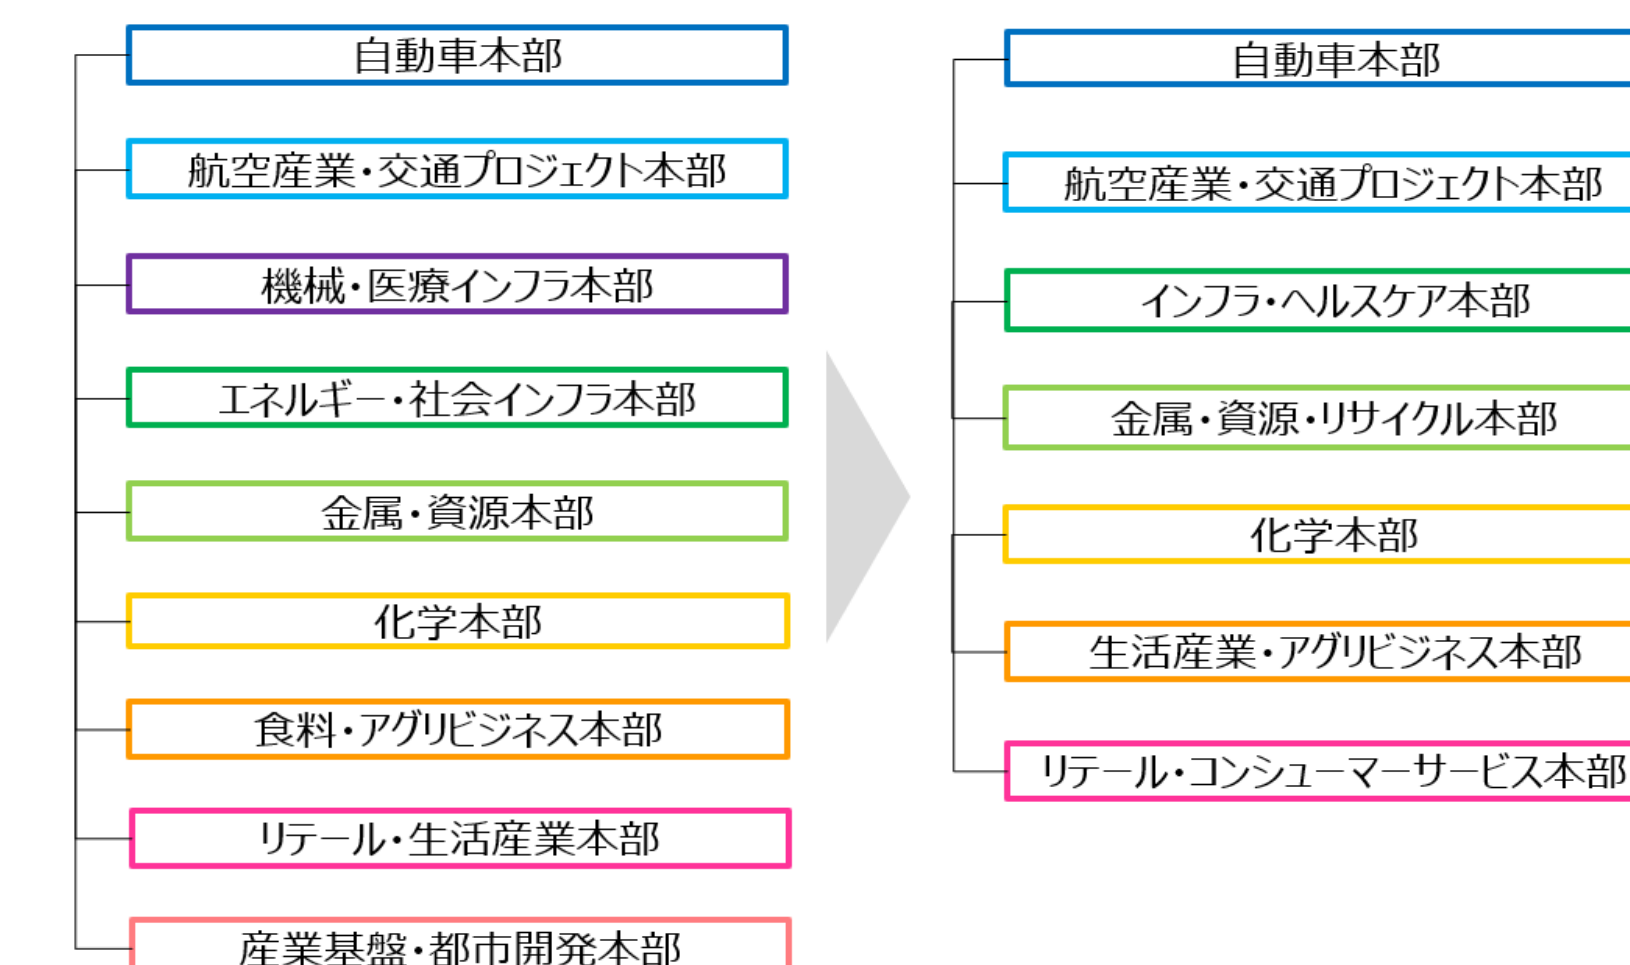 自動車本部
航空産業・交通プロジェクト本部
機械・医療インフラ本部
エネルギー・社会インフラ本部
金属・資源本部
化学本部
食料・アグリビジネス本部
リテール・生活産業本部
産業基盤・都市開発本部
自動車本部
航空産業・交通プロジェクト本部
インフラ・ヘルスケア本部
金属・資源・リサイクル本部
化学本部
生活産業・アグリビジネス本部
リテール・コンシューマーサービス本部